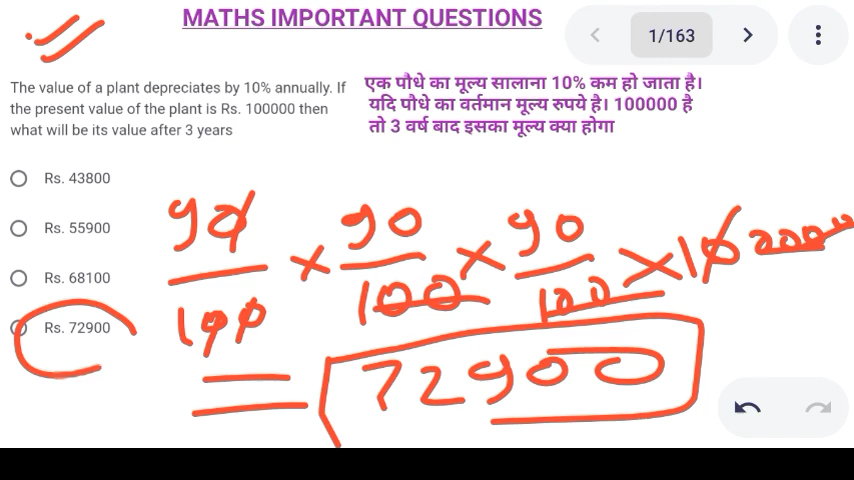 MATHS IMPORTANT QUESTIONS
1/163
The value of a plant depreciates by 10% annually. If
the present value of the plant is Rs. 100000 then
what will be its value after 3 years
एक पौधे का मूल्य सालाना 10% कम हो जाता है।
यदि पौधे का वर्तमान मूल्य रुपये है। 100000 है
तो 3 वर्ष बाद इसका मूल्य क्या होगा
Rs. 43800
Rs. 55900
Rs. 68100
Rs. 72900
90 × 90 × 90 × 100000
100 100 100
= 72900